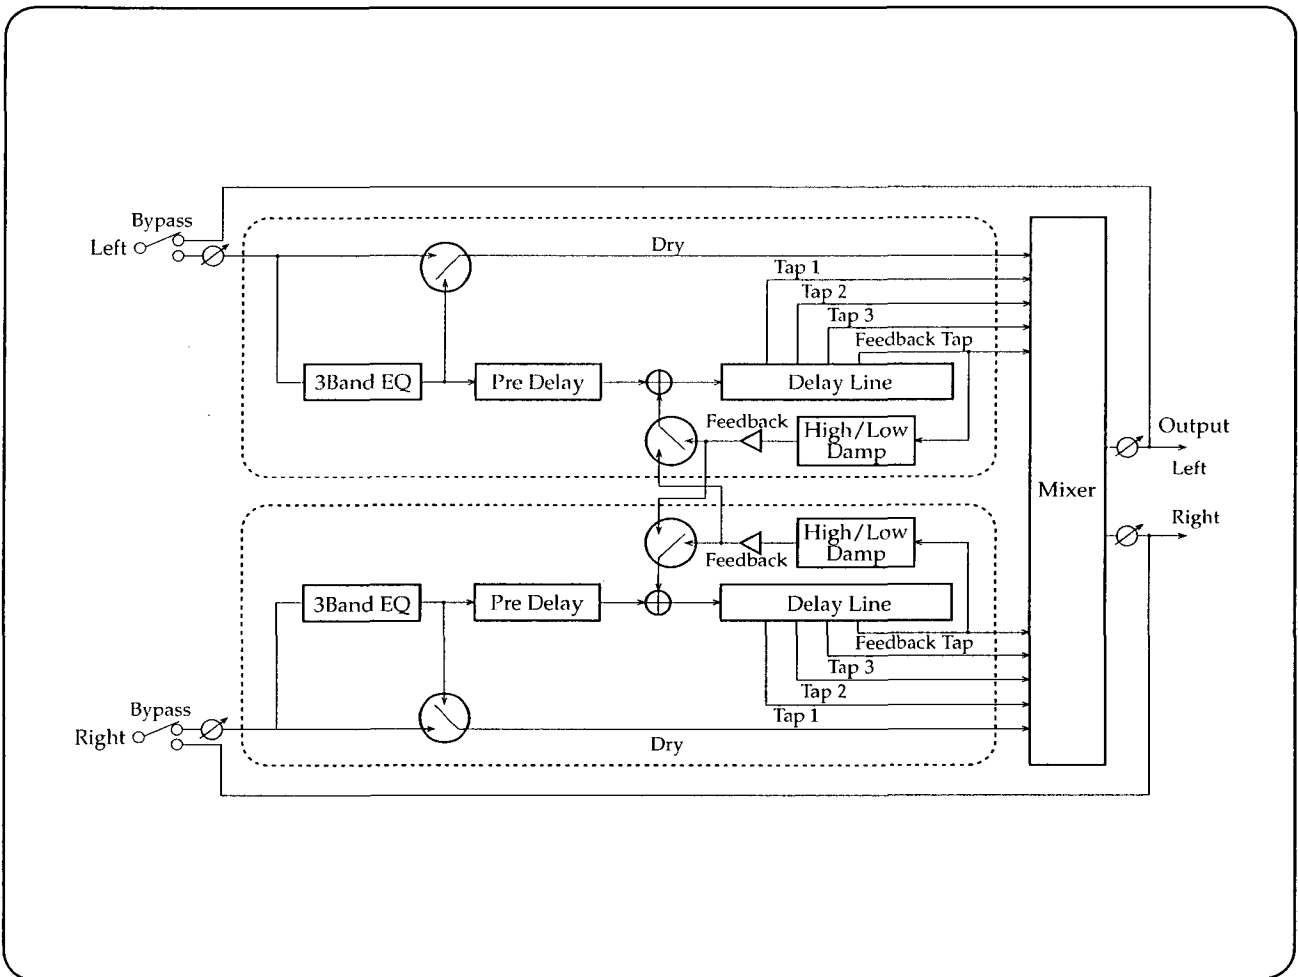 Bypass
Left
Dry
Tap 1
Tap 2
Tap 3
Feedback Tap
3Band EQ
Pre Delay
Delay Line
Feedback
High/Low
Damp
Output
Left
Mixer
Right
High/Low
Damp
Feedback
3Band EQ
Pre Delay
Delay Line
Feedback Tap
Tap 3
Tap 2
Tap 1
Bypass
Right
Dry